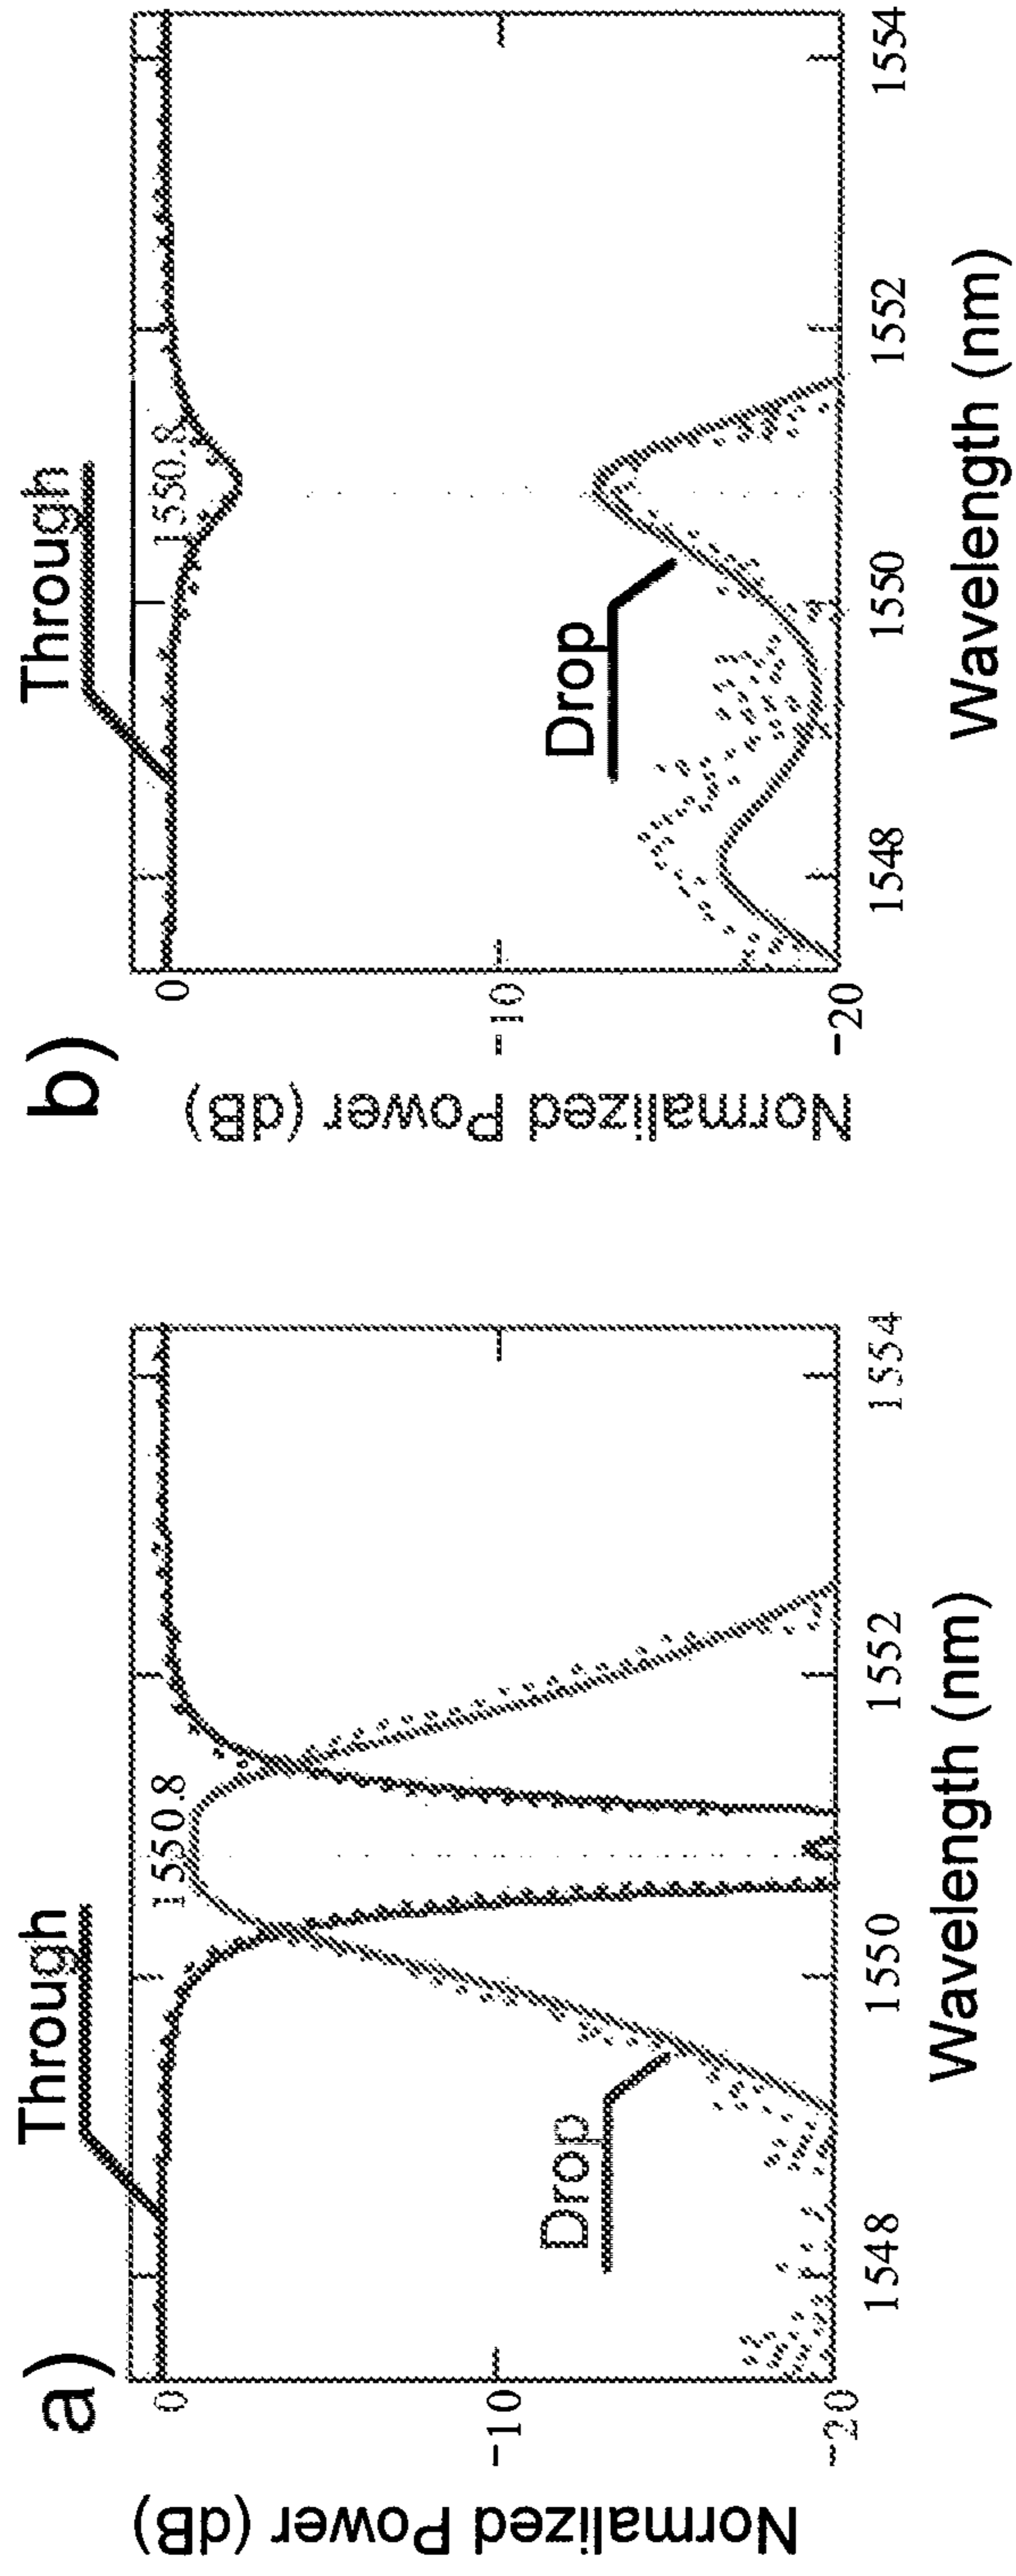 a)
Through
1550.8
Drop
Normalized Power (dB)
0
-10
-20
1548
1550
1552
1554
Wavelength (nm)
b)
Through
1550.8
Drop
Normalized Power (dB)
0
-10
-20
1548
1550
1552
1554
Wavelength (nm)